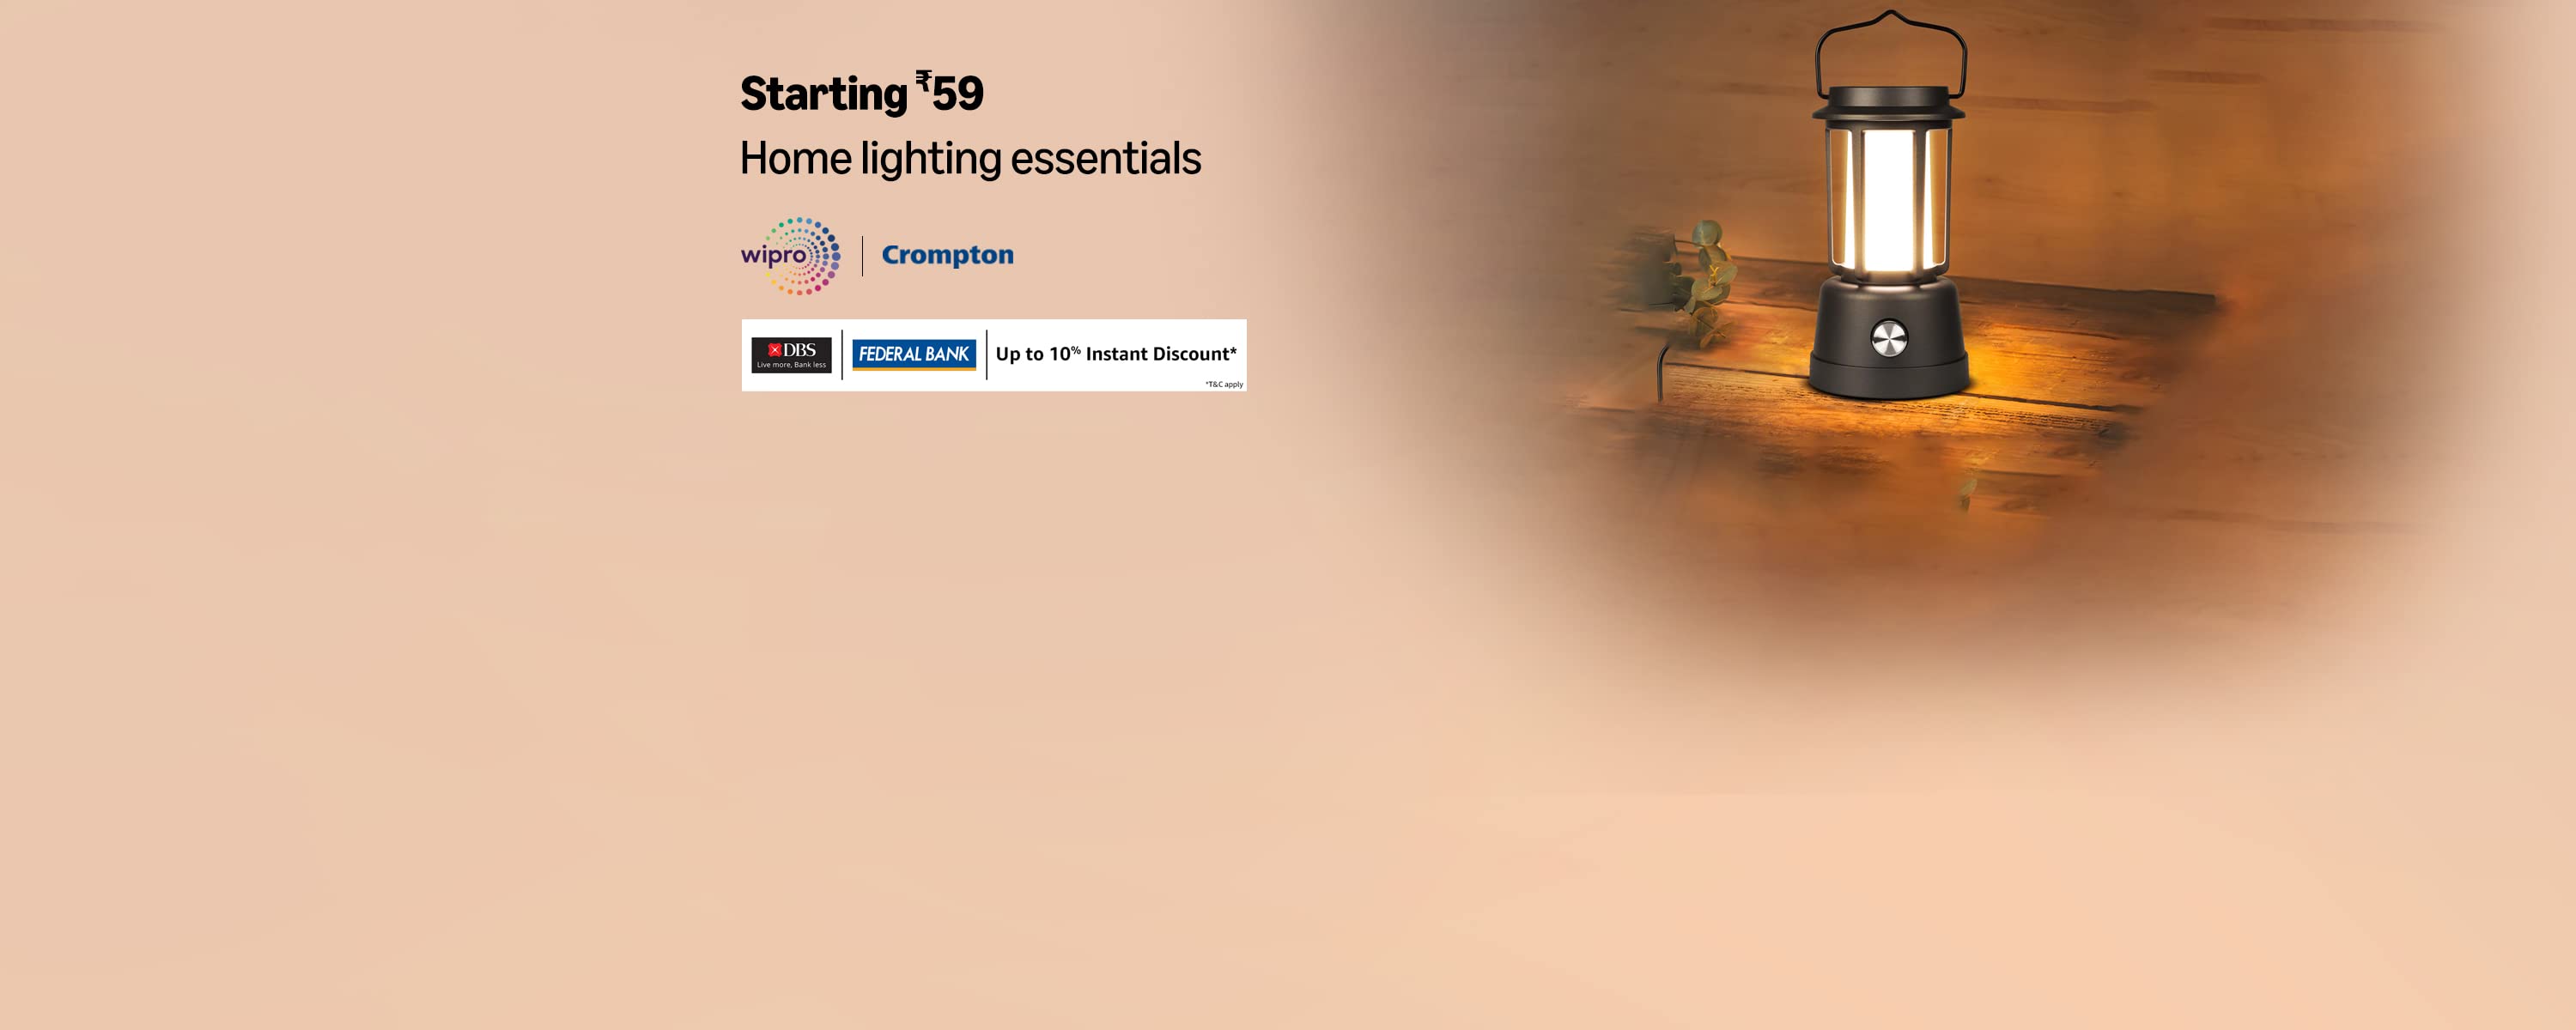 Starting ₹59
Home lighting essentials
wipro
Crompton
DBS
Live more, Bank less
FEDERAL BANK
Up to 10% Instant Discount*
*T&C apply